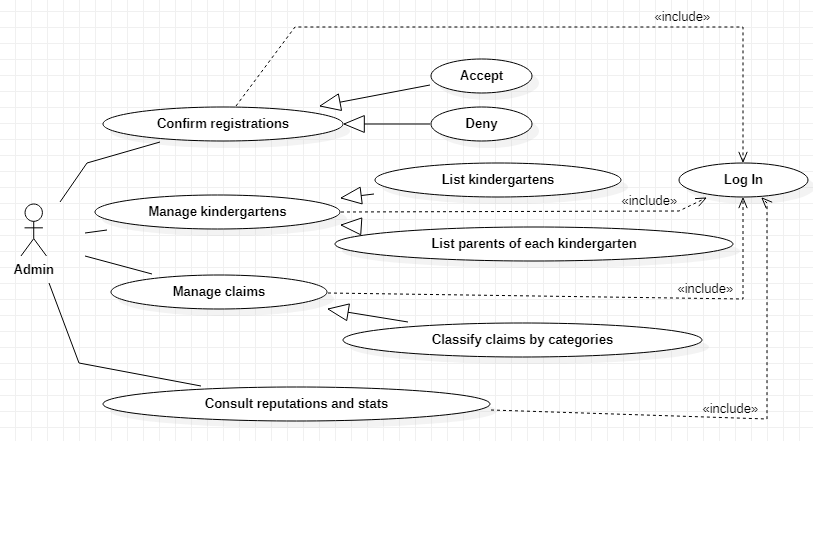 «include»
Accept
Confirm registrations
Deny
List kindergartens
Log In
«include»
Manage kindergartens
List parents of each kindergarten
Admin
Manage claims
«include»
Classify claims by categories
Consult reputations and stats
«include»